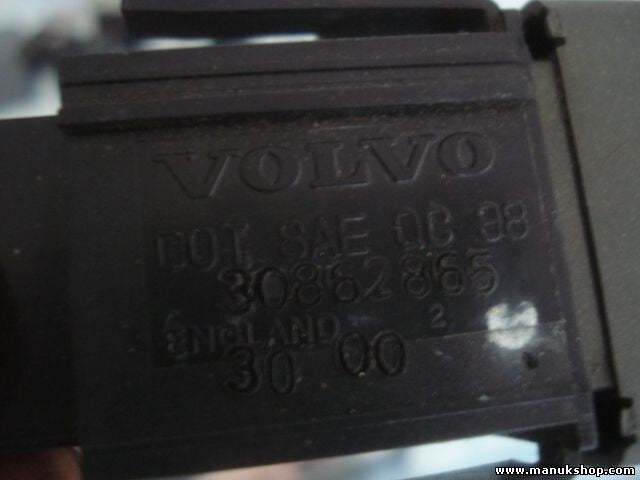 VOLVO
DOT SAE QC 98
30862865
ENGLAND 2
30 00
www.manukshop.com